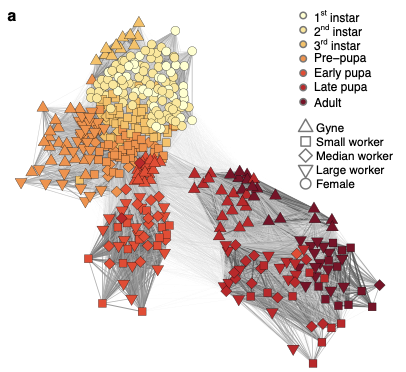 a
1st instar
2nd instar
3rd instar
Pre–pupa
Early pupa
Late pupa
Adult
Gyne
Small worker
Median worker
Large worker
Female